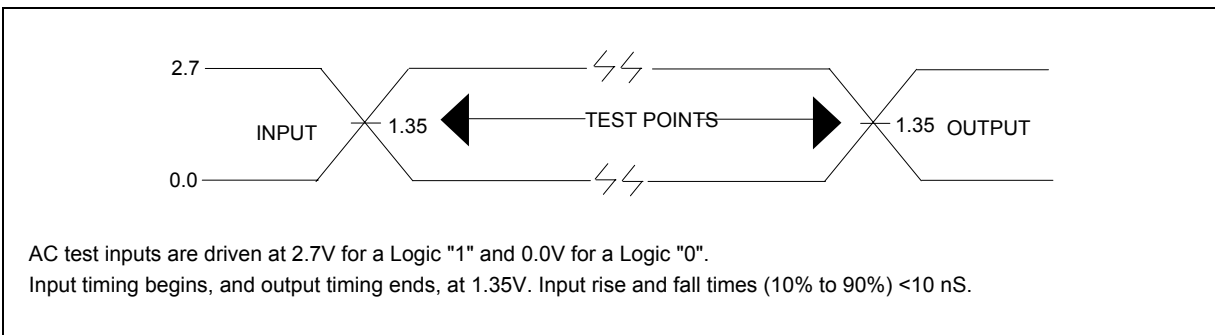 2.7
INPUT
1.35
TEST POINTS
1.35
OUTPUT
0.0
AC test inputs are driven at 2.7V for a Logic "1" and 0.0V for a Logic "0".
Input timing begins, and output timing ends, at 1.35V. Input rise and fall times (10% to 90%) <10 nS.